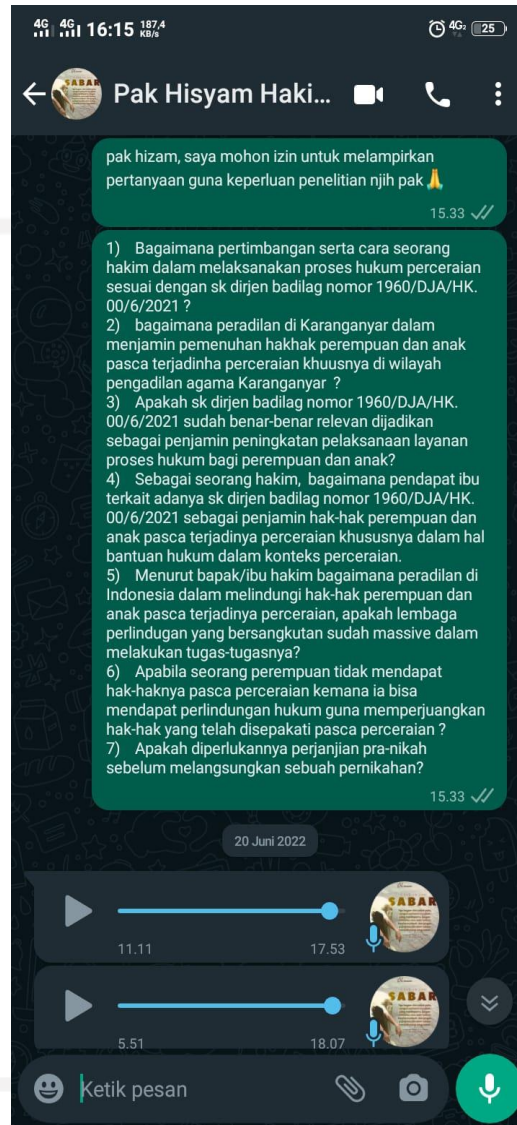 4G 4G 16:15 187,4 KB/s 4G2 25
Pak Hisyam Haki...
pak hizam, saya mohon izin untuk melampirkan
pertanyaan guna keperluan penelitian njih pak 🙏
15.33
1) Bagaimana pertimbangan serta cara seorang
hakim dalam melaksanakan proses hukum perceraian
sesuai dengan sk dirjen badilag nomor 1960/DJA/HK.
00/6/2021 ?
2) bagaimana peradilan di Karanganyar dalam
menjamin pemenuhan hakhak perempuan dan anak
pasca terjadinha perceraian khuusnya di wilayah
pengadilan agama Karanganyar ?
3) Apakah sk dirjen badilag nomor 1960/DJA/HK.
00/6/2021 sudah benar-benar relevan dijadikan
sebagai penjamin peningkatan pelaksanaan layanan
proses hukum bagi perempuan dan anak?
4) Sebagai seorang hakim, bagaimana pendapat ibu
terkait adanya sk dirjen badilag nomor 1960/DJA/HK.
00/6/2021 sebagai penjamin hak-hak perempuan dan
anak pasca terjadinya perceraian khususnya dalam hal
bantuan hukum dalam konteks perceraian.
5) Menurut bapak/ibu hakim bagaimana peradilan di
Indonesia dalam melindungi hak-hak perempuan dan
anak pasca terjadinya perceraian, apakah lembaga
perlindugan yang bersangkutan sudah massive dalam
melakukan tugas-tugasnya?
6) Apabila seorang perempuan tidak mendapat
hak-haknya pasca perceraian kemana ia bisa
mendapat perlindungan hukum guna memperjuangkan
hak-hak yang telah disepakati pasca perceraian ?
7) Apakah diperlukannya perjanjian pra-nikah
sebelum melangsungkan sebuah pernikahan?
15.33
20 Juni 2022
SABAR
11.11 17.53
SABAR
5.51 18.07
Ketik pesan